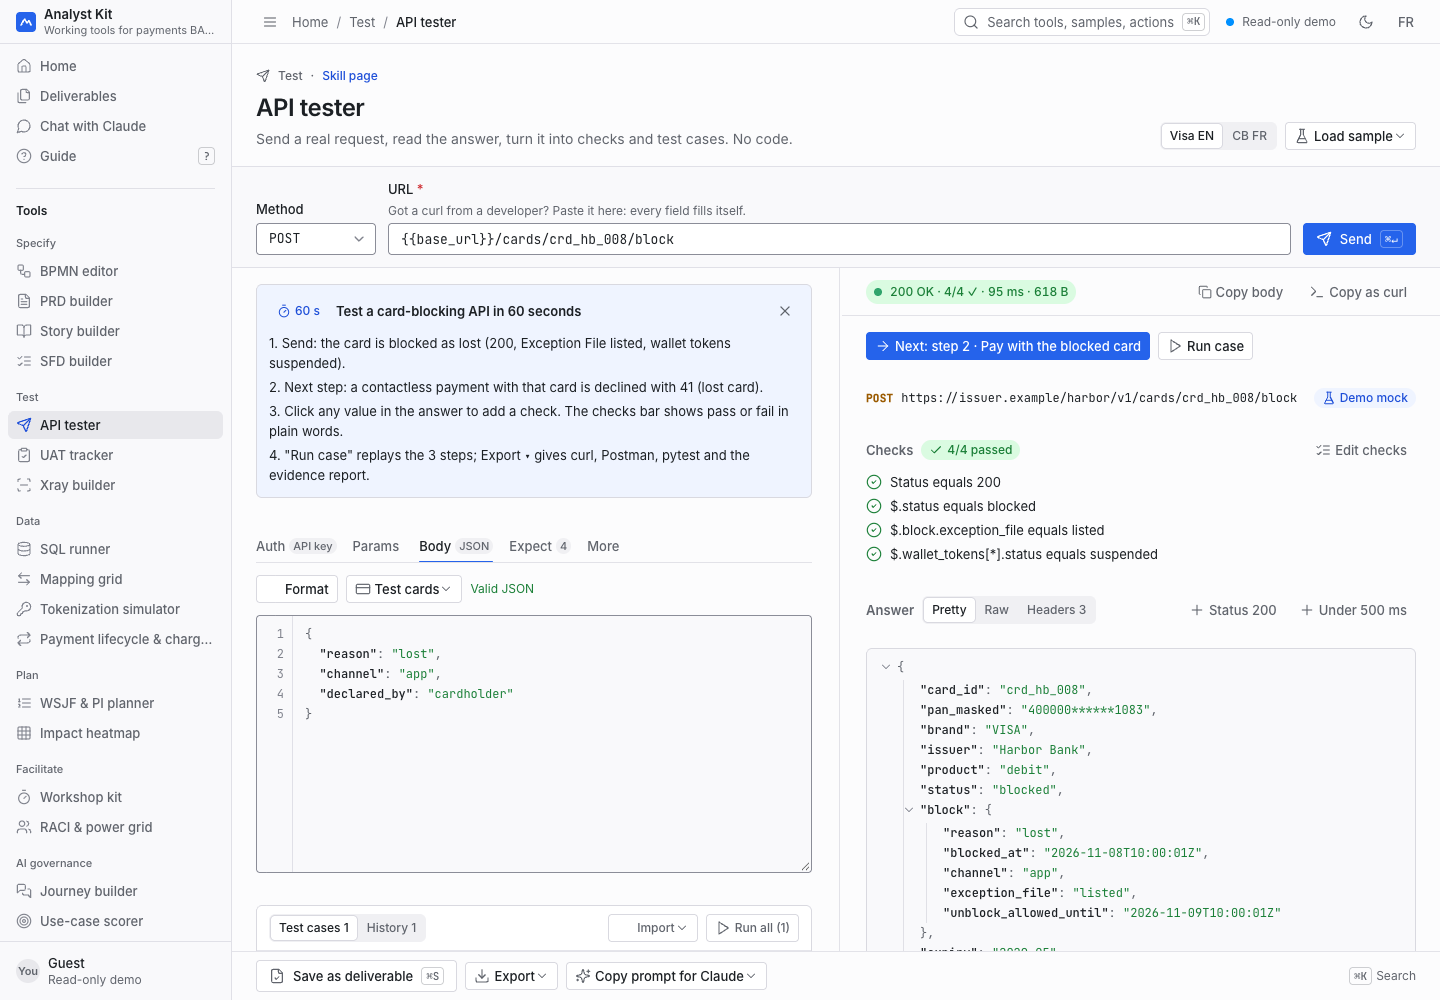 Analyst Kit
Working tools for payments BA...
Home
Deliverables
Chat with Claude
Guide ?
Tools
Specify
BPMN editor
PRD builder
Story builder
SFD builder
Test
API tester
UAT tracker
Xray builder
Data
SQL runner
Mapping grid
Tokenization simulator
Payment lifecycle & charg...
Plan
WSJF & PI planner
Impact heatmap
Facilitate
Workshop kit
RACI & power grid
AI governance
Journey builder
Use-case scorer
You Guest
Read-only demo
Home / Test / API tester
Search tools, samples, actions ⌘K
Read-only demo
FR
Test · Skill page
API tester
Send a real request, read the answer, turn it into checks and test cases. No code.
Visa EN CB FR
Load sample
Method
POST
URL *
Got a curl from a developer? Paste it here: every field fills itself.
{{base_url}}/cards/crd_hb_008/block
Send ⌘↵
60 s Test a card-blocking API in 60 seconds
1. Send: the card is blocked as lost (200, Exception File listed, wallet tokens
suspended).
2. Next step: a contactless payment with that card is declined with 41 (lost card).
3. Click any value in the answer to add a check. The checks bar shows pass or fail in
plain words.
4. "Run case" replays the 3 steps; Export ▾ gives curl, Postman, pytest and the
evidence report.
Auth API key Params Body JSON Expect 4 More
Format Test cards Valid JSON
1 {
2 "reason": "lost",
3 "channel": "app",
4 "declared_by": "cardholder"
5 }
Test cases 1 History 1
Import Run all (1)
200 OK · 4/4 ✓ · 95 ms · 618 B
Copy body Copy as curl
Next: step 2 · Pay with the blocked card
Run case
POST https://issuer.example/harbor/v1/cards/crd_hb_008/block
Demo mock
Checks 4/4 passed
Edit checks
Status equals 200
$.status equals blocked
$.block.exception_file equals listed
$.wallet_tokens[*].status equals suspended
Answer Pretty Raw Headers 3
+ Status 200 + Under 500 ms
{
"card_id": "crd_hb_008",
"pan_masked": "400000******1083",
"brand": "VISA",
"issuer": "Harbor Bank",
"product": "debit",
"status": "blocked",
"block": {
"reason": "lost",
"blocked_at": "2026-11-08T10:00:01Z",
"channel": "app",
"exception_file": "listed",
"unblock_allowed_until": "2026-11-09T10:00:01Z"
},
Save as deliverable ⌘S
Export
Copy prompt for Claude
⌘K Search